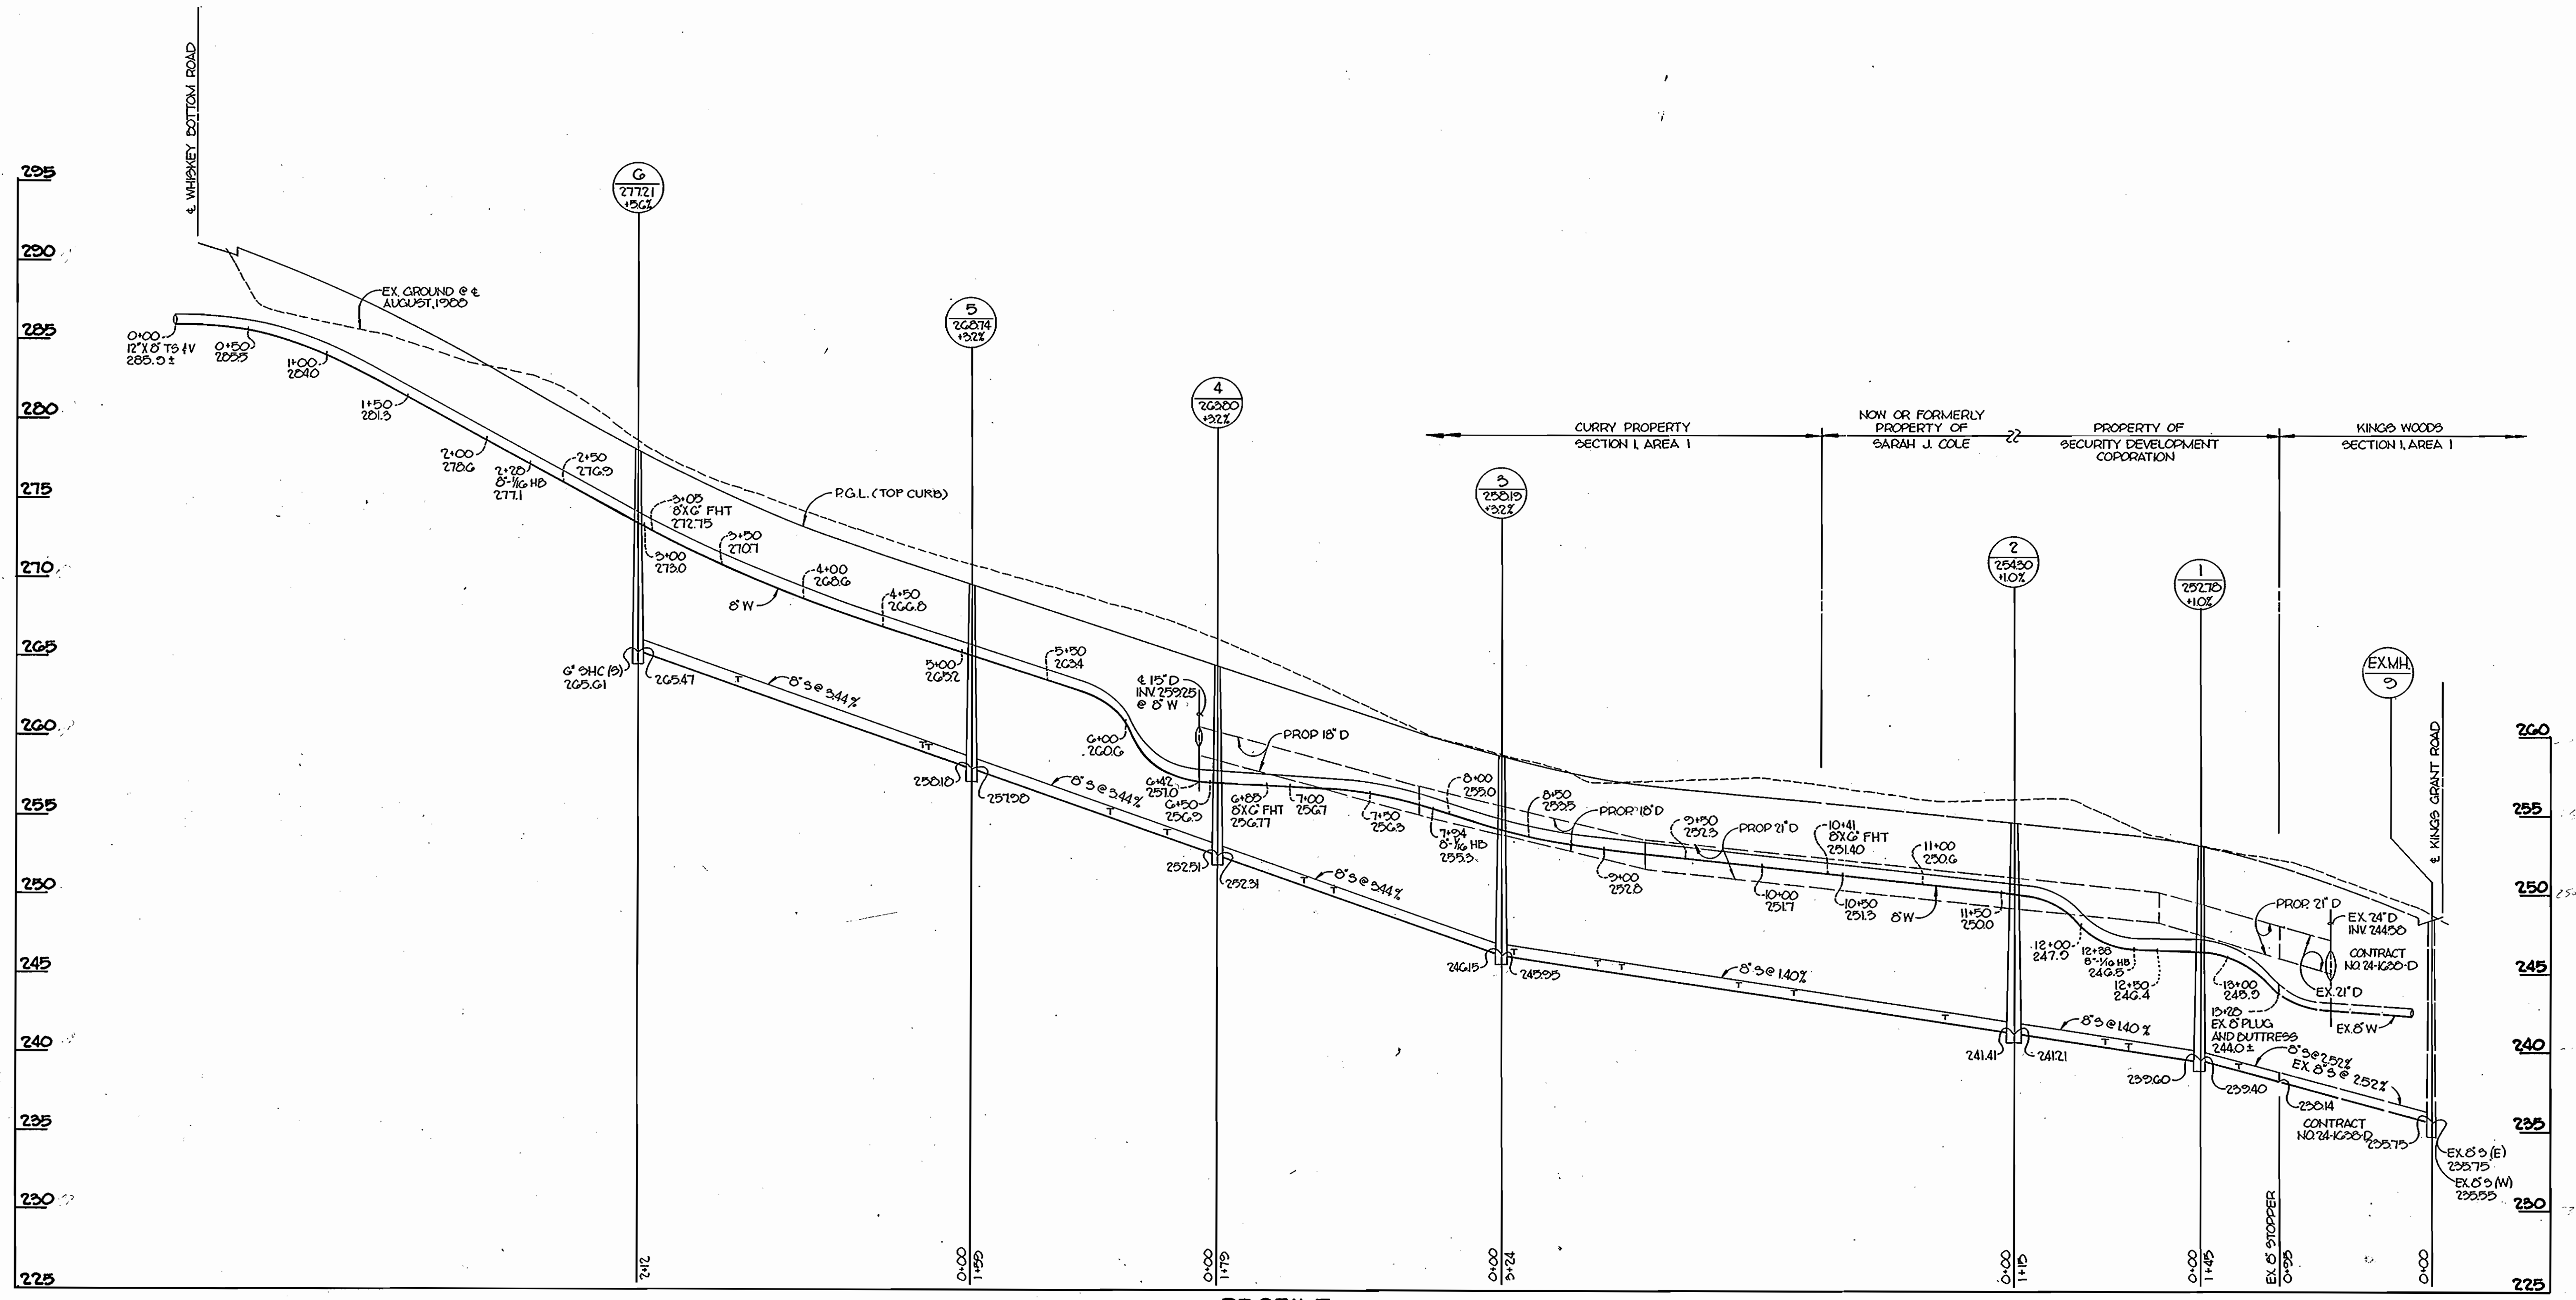 ℄ WHISKEY BOTTOM ROAD
295
290
285
280
275
270
265
260
255
250
245
240
235
230
225
0+00
12"X8" TS & V
285.9±
0+50
285.5
1+00
284.0
EX. GROUND @ ℄
AUGUST, 1988
1+50
281.3
2+00
278.6
2+28
8"-1/16 HB
277.1
2+50
276.9
6
277.21
+5.6%
3+05
8"X6" FHT
272.75
3+00
273.0
3+50
270.7
8" W
4+00
268.6
P.G.L. (TOP CURB)
4+50
266.8
6" SHC (S)
265.61
265.47
8" S @ 3.44%
5
268.74
+3.2%
5+00
265.2
5+50
263.4
258.18
257.98
8" S @ 3.44%
6+00
260.6
4
263.80
+3.2%
℄ 15" D
INV. 259.25
@ 8" W
6+42
257.0
6+50
256.9
6+85
8"X6" FHT
256.77
7+00
256.7
PROP 18" D
252.51
252.31
8" S @ 3.44%
7+50
256.3
7+94
8"-1/16 HB
255.3
8+00
255.0
3
258.19
+3.2%
8+50
253.5
PROP. 18" D
9+00
252.8
9+50
252.3
PROP 21" D
10+00
251.7
10+41
8"X6" FHT
251.40
10+50
251.3
11+00
250.6
8" W
11+50
250.0
246.15
245.95
8" S @ 1.40%
CURRY PROPERTY
SECTION 1, AREA 1
NOW OR FORMERLY
PROPERTY OF
SARAH J. COLE
PROPERTY OF
SECURITY DEVELOPMENT
COPORATION
KINGS WOODS
SECTION 1, AREA 1
2
254.30
+1.0%
241.41
241.21
12+00
247.9
12+38
8"-1/16 HB
246.5
12+50
246.4
8" S @ 1.40%
1
252.78
+1.0%
13+00
245.9
13+28
EX. 8" PLUG
AND BUTTRESS
244.0±
239.60
239.40
8" S @ 2.52%
EX. 8" S @ 2.52%
238.14
CONTRACT
NO. 24-1638-D
235.75
PROP. 21" D
EX. 24" D
INV. 244.58
CONTRACT
NO. 24-1638-D
EX. 21" D
EX. 8" W
EX.MH.
9
℄ KINGS GRANT ROAD
EX. 8" S (E)
235.75
EX. 8" S (W)
235.55
260
255
250
245
240
235
230
225
2+12
0+00
1+59
0+00
1+79
0+00
3+24
0+00
1+15
0+00
1+45
EX. 8" STOPPER
0+95
0+00